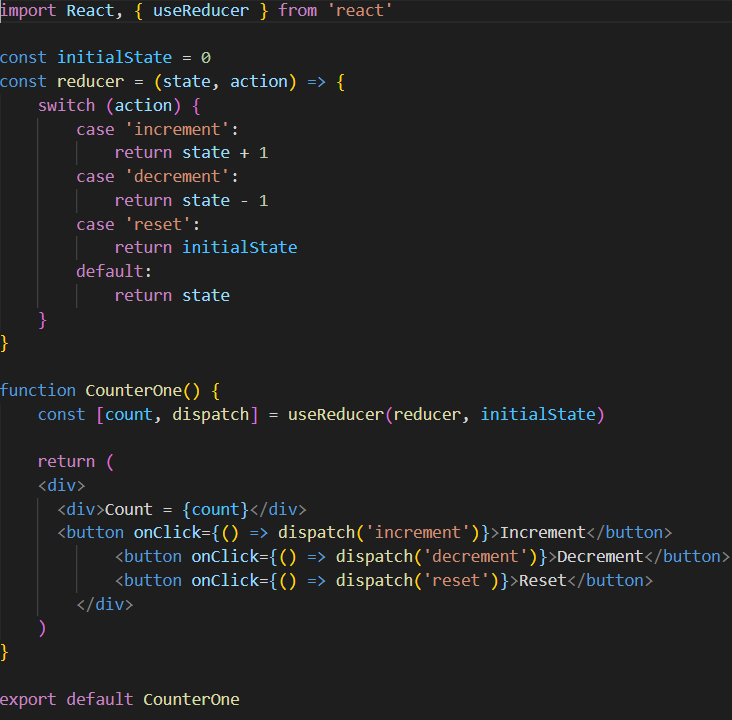 import React, { useReducer } from 'react'

const initialState = 0
const reducer = (state, action) => {
    switch (action) {
        case 'increment':
            return state + 1
        case 'decrement':
            return state - 1
        case 'reset':
            return initialState
        default:
            return state
    }
}

function CounterOne() {
    const [count, dispatch] = useReducer(reducer, initialState)

    return (
    <div>
      <div>Count = {count}</div>
      <button onClick={() => dispatch('increment')}>Increment</button>
            <button onClick={() => dispatch('decrement')}>Decrement</button>
            <button onClick={() => dispatch('reset')}>Reset</button>
        </div>
    )
}

export default CounterOne